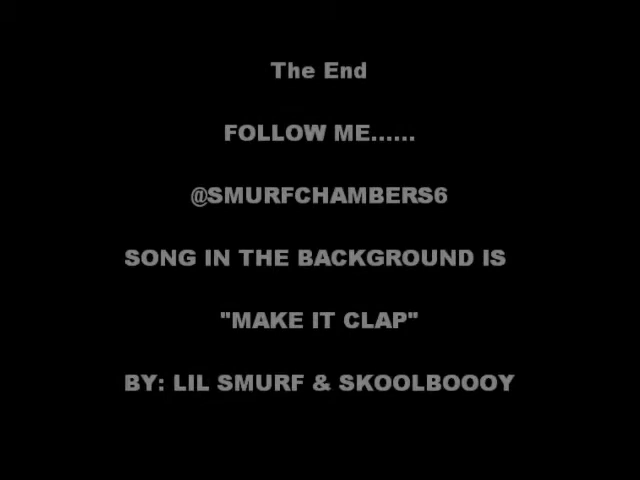 The End
FOLLOW ME......
@SMURFCHAMBERS6
SONG IN THE BACKGROUND IS
"MAKE IT CLAP"
BY: LIL SMURF & SKOOLBOOOY